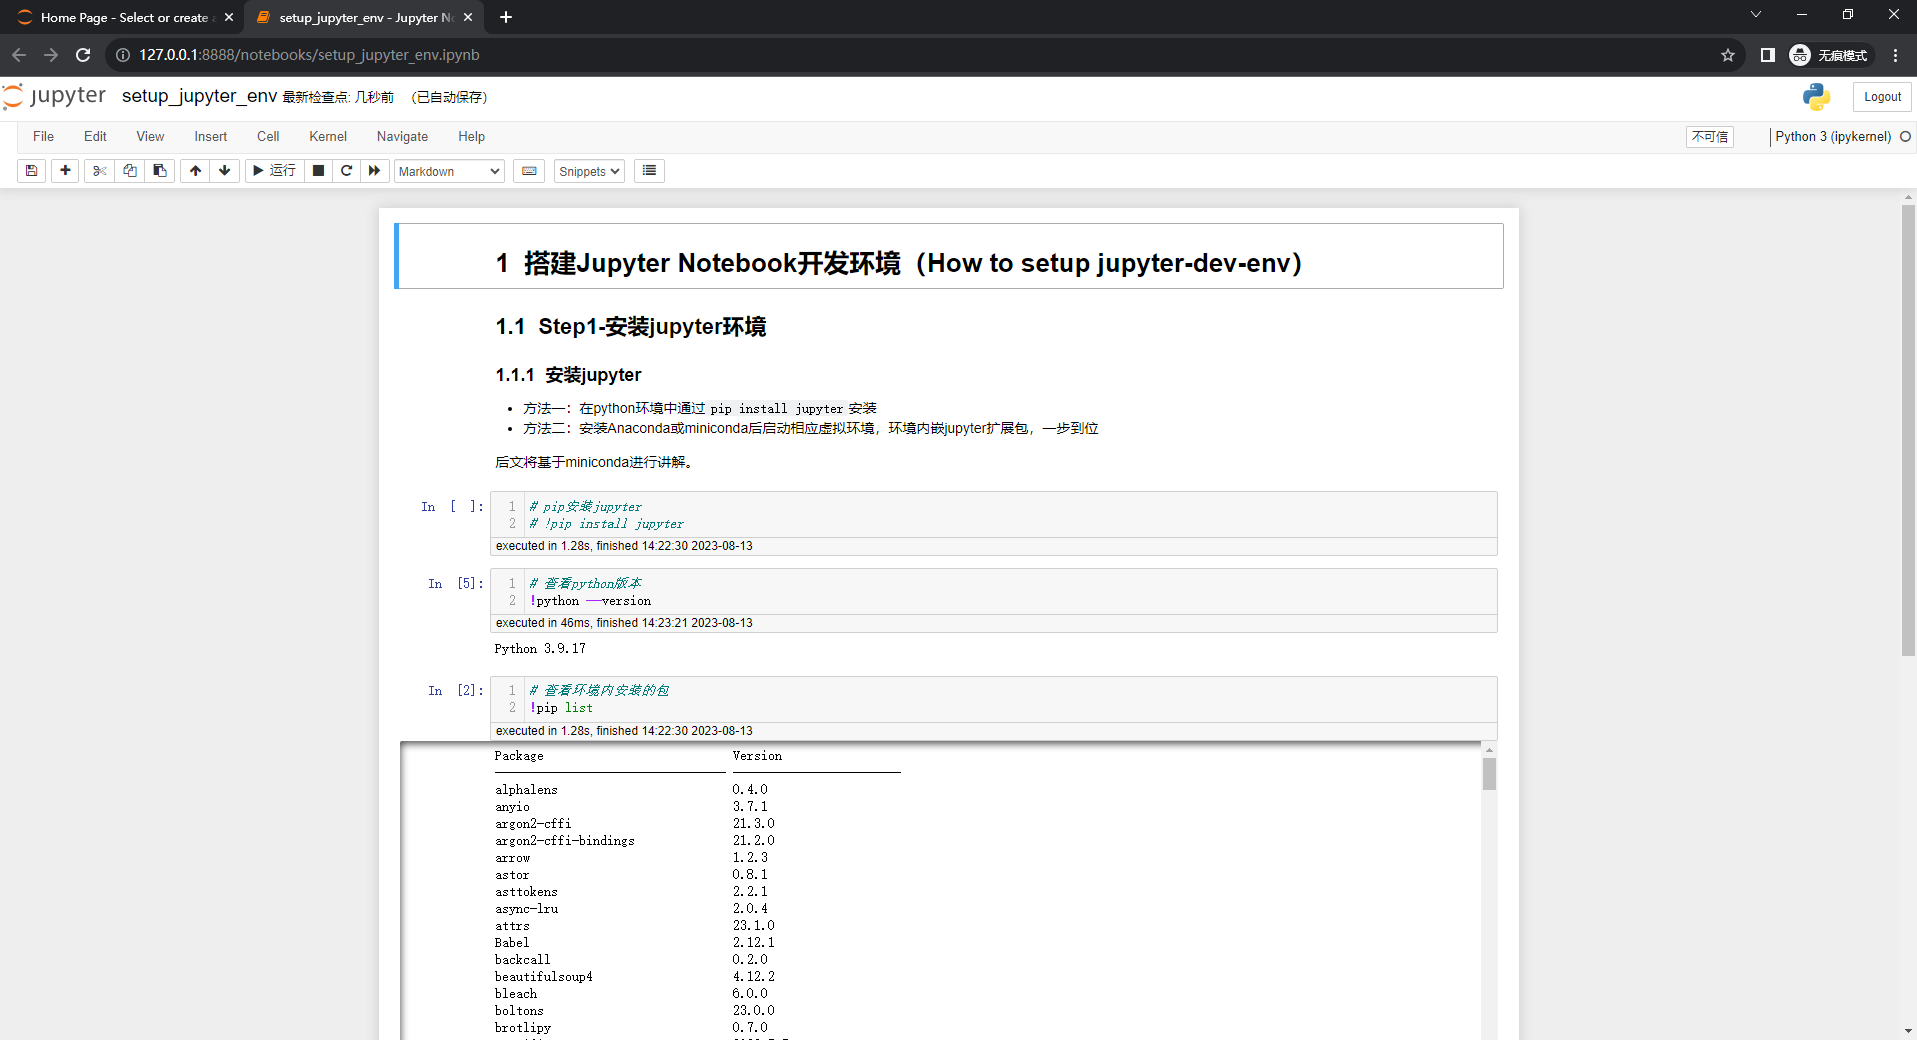 Home Page - Select or create a
setup_jupyter_env - Jupyter No
127.0.0.1:8888/notebooks/setup_jupyter_env.ipynb
无痕模式
jupyter setup_jupyter_env 最新检查点: 几秒前 (已自动保存)
Logout
File Edit View Insert Cell Kernel Navigate Help
不可信
Python 3 (ipykernel)
运行 Markdown Snippets
1 搭建Jupyter Notebook开发环境（How to setup jupyter-dev-env）
1.1 Step1-安装jupyter环境
1.1.1 安装jupyter
• 方法一：在python环境中通过 pip install jupyter 安装
• 方法二：安装Anaconda或miniconda后启动相应虚拟环境，环境内嵌jupyter扩展包，一步到位
后文将基于miniconda进行讲解。
In [ ]:
1 # pip安装jupyter
2 # !pip install jupyter
executed in 1.28s, finished 14:22:30 2023-08-13
In [5]:
1 # 查看python版本
2 !python --version
executed in 46ms, finished 14:23:21 2023-08-13
Python 3.9.17
In [2]:
1 # 查看环境内安装的包
2 !pip list
executed in 1.28s, finished 14:22:30 2023-08-13
Package Version
alphalens 0.4.0
anyio 3.7.1
argon2-cffi 21.3.0
argon2-cffi-bindings 21.2.0
arrow 1.2.3
astor 0.8.1
asttokens 2.2.1
async-lru 2.0.4
attrs 23.1.0
Babel 2.12.1
backcall 0.2.0
beautifulsoup4 4.12.2
bleach 6.0.0
boltons 23.0.0
brotlipy 0.7.0